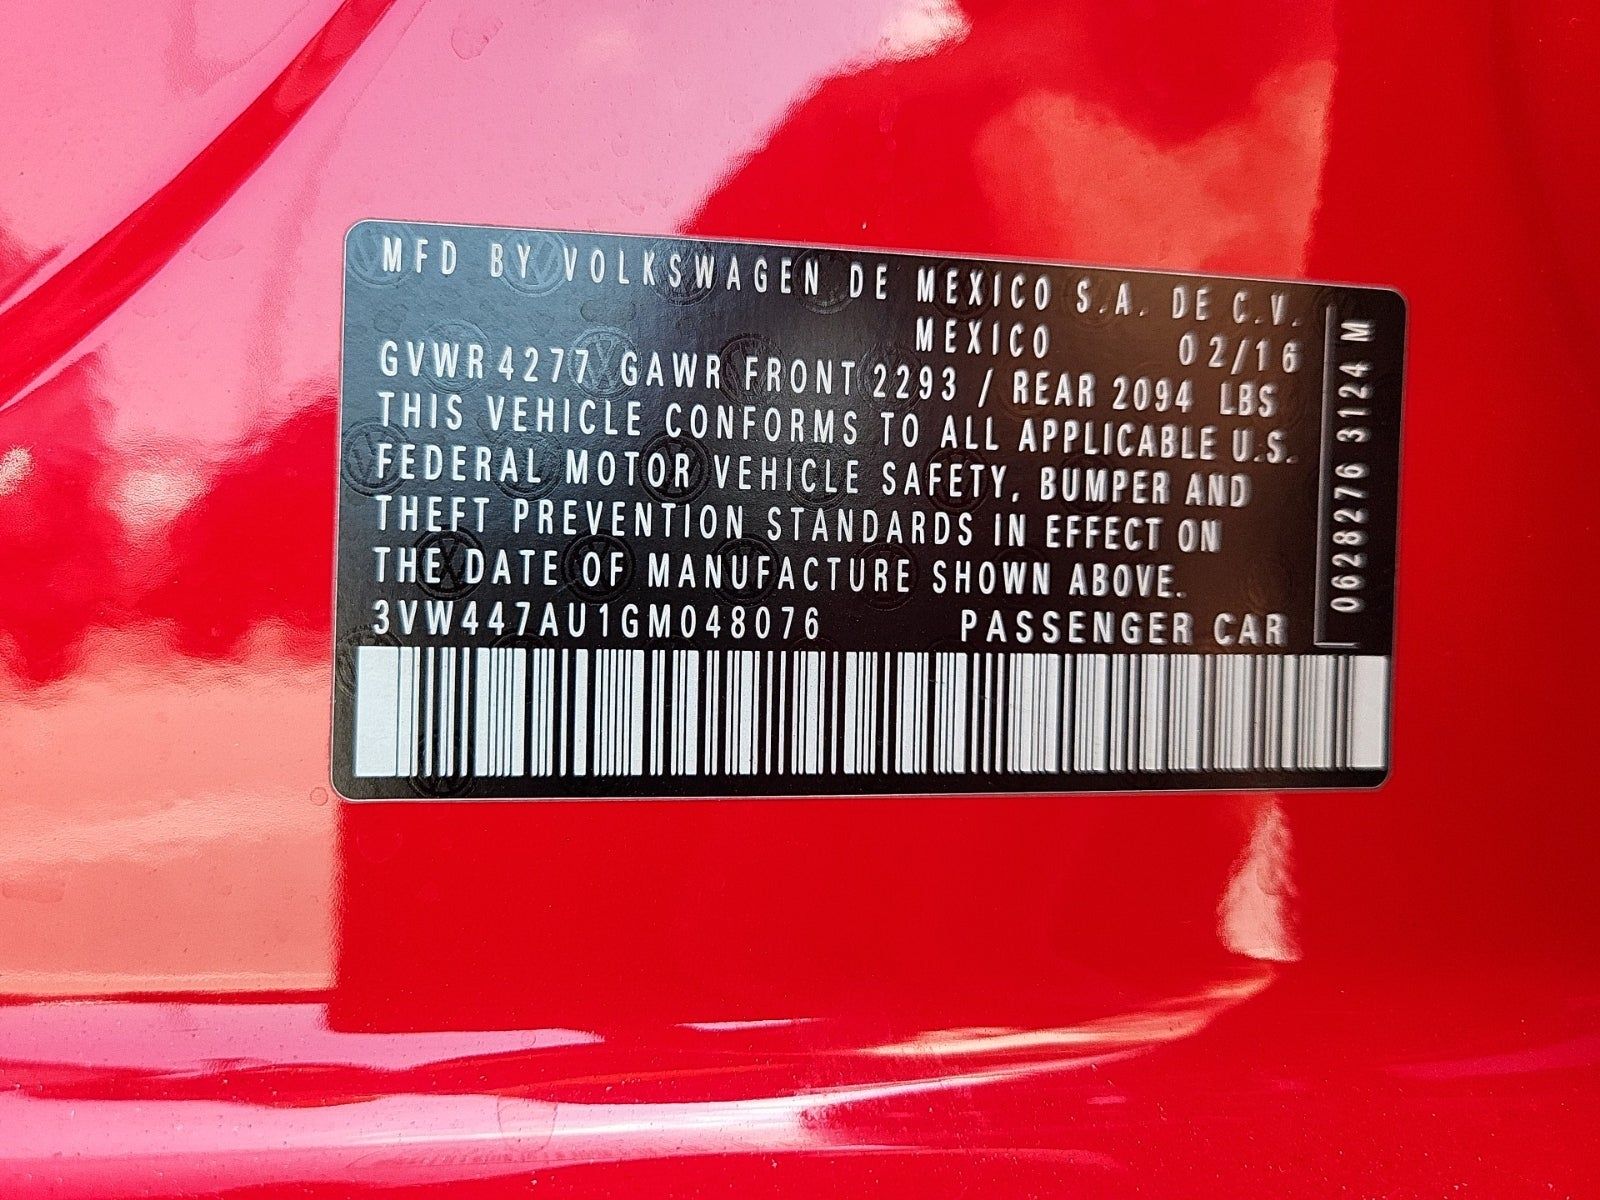 MFD BY VOLKSWAGEN DE MEXICO S.A. DE C.V.
MEXICO 02/16
GVWR 4277 GAWR FRONT 2293 / REAR 2094 LBS
THIS VEHICLE CONFORMS TO ALL APPLICABLE U.S.
FEDERAL MOTOR VEHICLE SAFETY, BUMPER AND
THEFT PREVENTION STANDARDS IN EFFECT ON
THE DATE OF MANUFACTURE SHOWN ABOVE.
3VW447AU1GM048076 PASSENGER CAR
06282276 3124 M